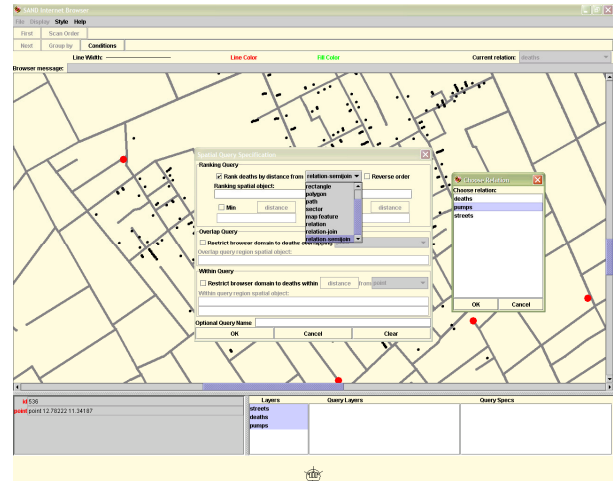 SAND Internet Browser
File Display Style Help
First Scan Order
Next Group by Conditions
Line Width: Line Color Fill Color Current relation: deaths
Browser message:
Spatial Query Specification
Ranking Query
Rank deaths by distance from relation-semijoin Reverse order
Ranking spatial object:
rectangle
polygon
path
sector
map feature
relation
relation-join
relation-semijoin
Min distance distance
Overlap Query
Restrict browser domain to deaths overlapping
Overlap query region spatial object:
Within Query
Restrict browser domain to deaths within distance from point
Within query region spatial object:
Optional Query Name
OK Cancel Clear
Choose Relation
Choose relation:
deaths
pumps
streets
OK Cancel
id 536
point point 12.78222 11.34187
Layers Query Layers Query Specs
streets
deaths
pumps